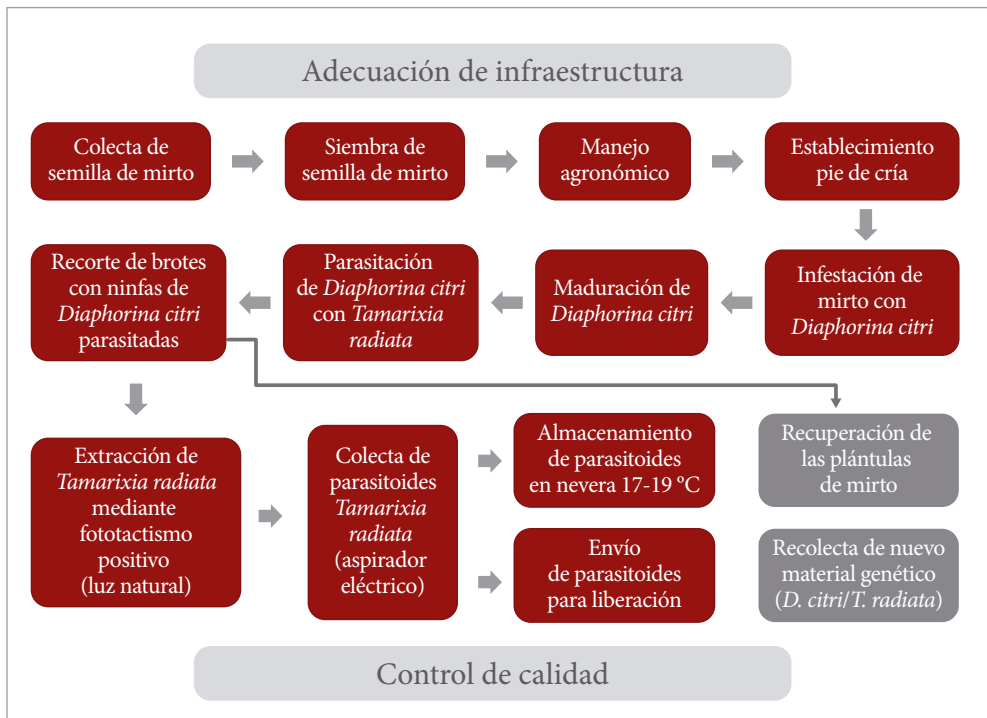 Adecuación de infraestructura
Colecta de
semilla de mirto
Siembra de
semilla de mirto
Manejo
agronómico
Establecimiento
pie de cría
Infestación de
mirto con
Diaphorina citri
Maduración de
Diaphorina citri
Parasitación
de Diaphorina citri
con Tamarixia
radiata
Recorte de brotes
con ninfas de
Diaphorina citri
parasitadas
Extracción de
Tamarixia radiata
mediante
fototactismo
positivo
(luz natural)
Colecta de
parasitoides
Tamarixia
radiata
(aspirador
eléctrico)
Almacenamiento
de parasitoides
en nevera 17-19 ºC
Envío
de parasitoides
para liberación
Recuperación de
las plántulas
de mirto
Recolecta de nuevo
material genético
(D. citri/T. radiata)
Control de calidad